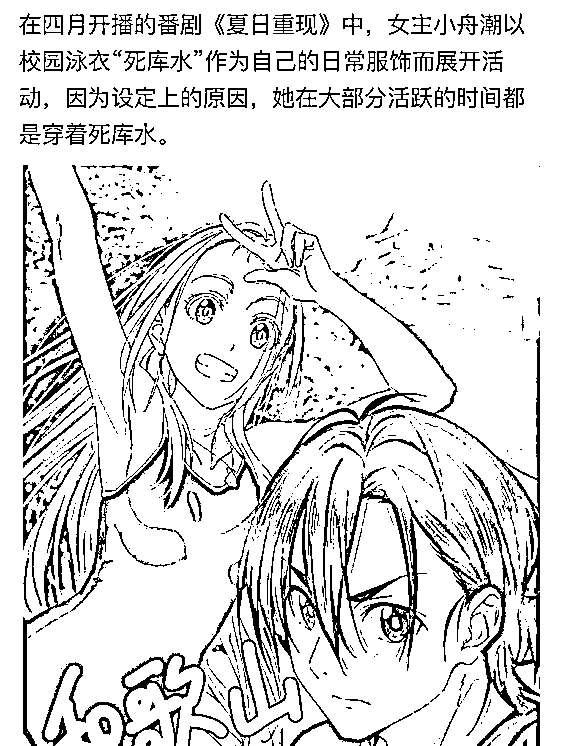 在四月开播的番剧《夏日重现》中，女主小舟潮以
校园泳衣“死库水”作为自己的日常服饰而展开活
动，因为设定上的原因，她在大部分活跃的时间都
是穿着死库水。
和歌山